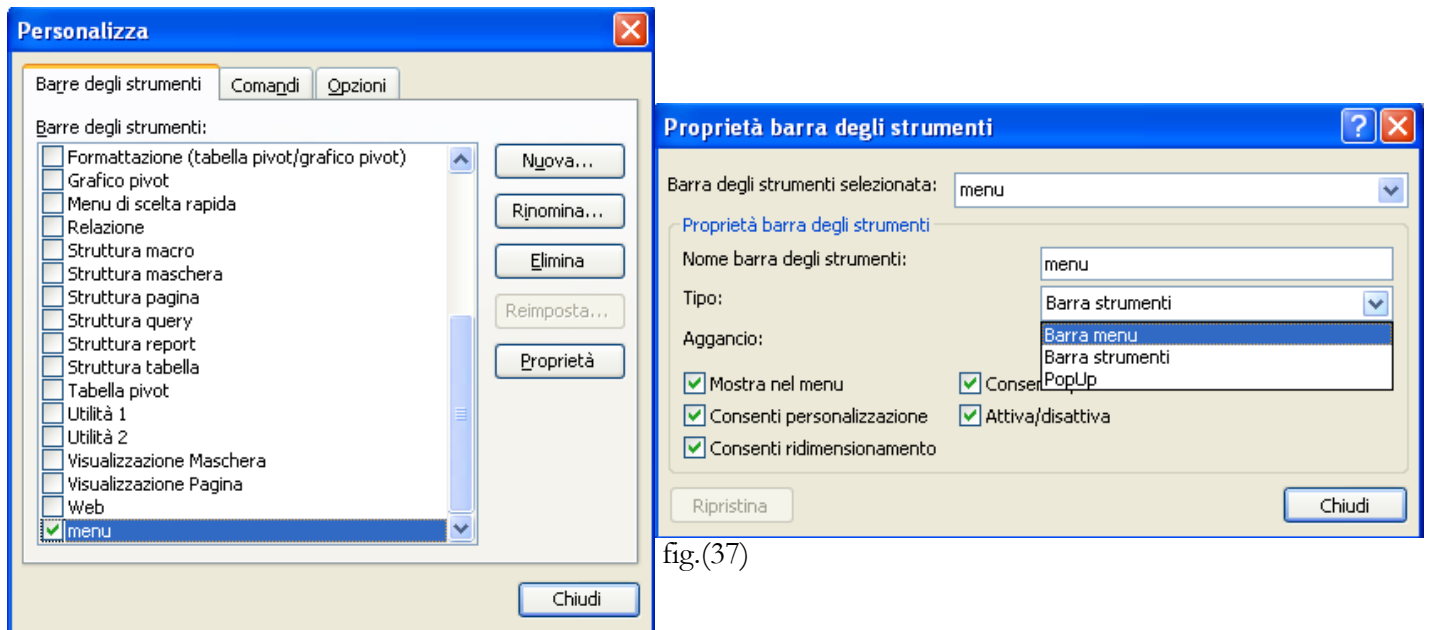 Personalizza
Barre degli strumenti
Comandi
Opzioni
Barre degli strumenti:
Formattazione (tabella pivot/grafico pivot)
Grafico pivot
Menu di scelta rapida
Relazione
Struttura macro
Struttura maschera
Struttura pagina
Struttura query
Struttura report
Struttura tabella
Tabella pivot
Utilità 1
Utilità 2
Visualizzazione Maschera
Visualizzazione Pagina
Web
menu
Nuova...
Rinomina...
Elimina
Reimposta...
Proprietà
Chiudi
Proprietà barra degli strumenti
Barra degli strumenti selezionata: menu
Proprietà barra degli strumenti
Nome barra degli strumenti: menu
Tipo: Barra strumenti
Aggancio:
Barra menu
Barra strumenti
PopUp
Mostra nel menu
Consenti personalizzazione Attiva/disattiva
Consenti ridimensionamento
Ripristina Chiudi
fig.(37)